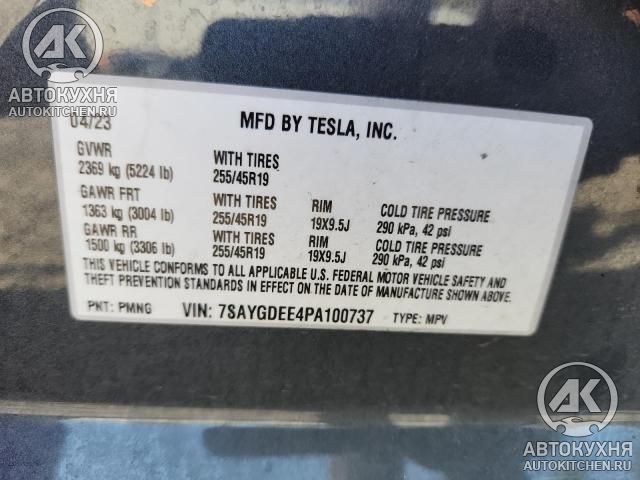 AK
АВТОКУХНЯ
AUTOKITCHEN.RU
04/23
MFD BY TESLA, INC.
GVWR
2369 kg (5224 lb)
WITH TIRES
255/45R19
GAWR FRT
1363 kg (3004 lb)
WITH TIRES
255/45R19
RIM
19X9.5J
COLD TIRE PRESSURE
290 kPa, 42 psi
GAWR RR
1500 kg (3306 lb)
WITH TIRES
255/45R19
RIM
19X9.5J
COLD TIRE PRESSURE
290 kPa, 42 psi
THIS VEHICLE CONFORMS TO ALL APPLICABLE U.S. FEDERAL MOTOR VEHICLE SAFETY AND
THEFT PREVENTION STANDARDS IN EFFECT ON THE DATE OF MANUFACTURE SHOWN ABOVE.
PNT: PMNG VIN: 7SAYGDEE4PA100737 TYPE: MPV
AK
АВТОКУХНЯ
AUTOKITCHEN.RU